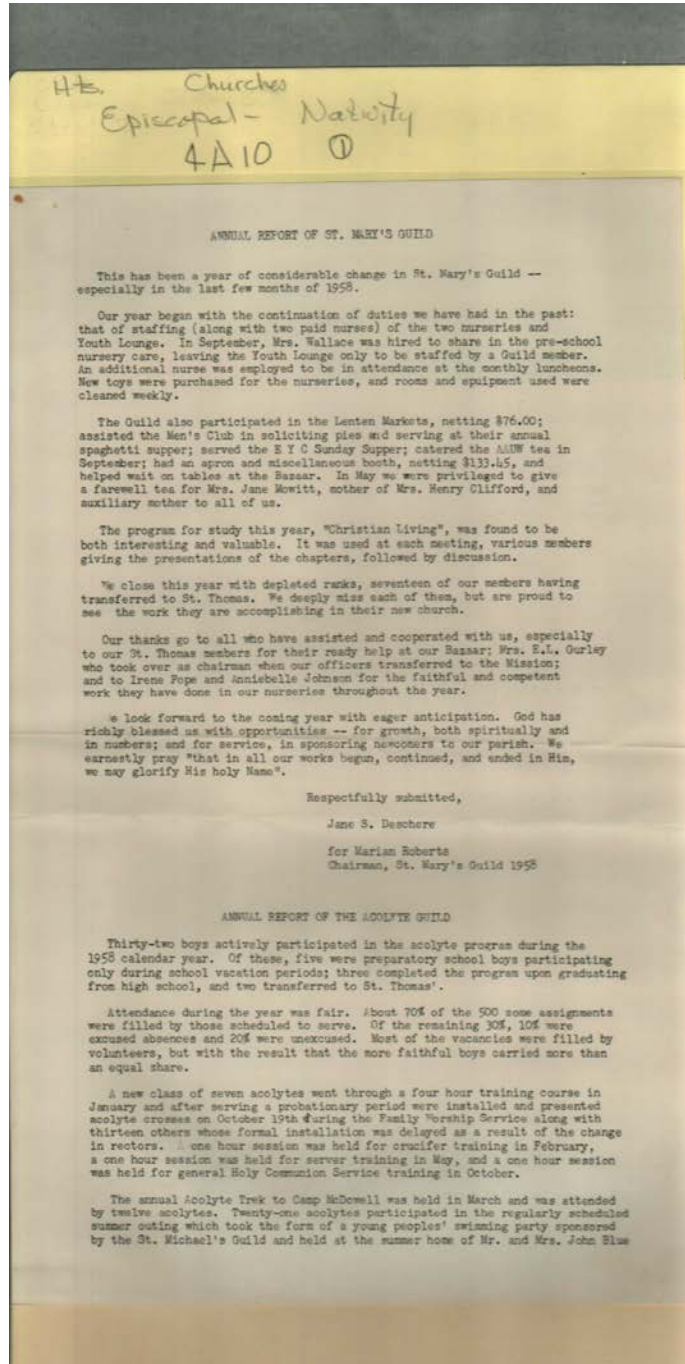 Hts. Churches
Episcopal - Nativity
4A10 ①
ANNUAL REPORT OF ST. MARY'S GUILD
This has been a year of considerable change in St. Mary's Guild --
especially in the last few months of 1958.
Our year began with the continuation of duties we have had in the past:
that of staffing (along with two paid nurses) of the two nurseries and
Youth Lounge. In September, Mrs. Wallace was hired to share in the pre-school
nursery care, leaving the Youth Lounge only to be staffed by a Guild member.
An additional nurse was employed to be in attendance at the monthly luncheons.
New toys were purchased for the nurseries, and rooms and epuipment used were
cleaned weekly.
The Guild also participated in the Lenten Markets, netting $76.00;
assisted the Men's Club in soliciting pies and serving at their annual
spaghetti supper; served the E Y C Sunday Supper; catered the AAUW tea in
September; had an apron and miscellaneous booth, netting $133.45, and
helped wait on tables at the Bazaar. In May we were privileged to give
a farewell tea for Mrs. Jane Mowitt, mother of Mrs. Henry Clifford, and
auxiliary mother to all of us.
The program for study this year, "Christian Living", was found to be
both interesting and valuable. It was used at each meeting, various members
giving the presentations of the chapters, followed by discussion.
We close this year with depleted ranks, seventeen of our members having
transferred to St. Thomas. We deeply miss each of them, but are proud to
see the work they are accomplishing in their new church.
Our thanks go to all who have assisted and cooperated with us, especially
to our St. Thomas members for their ready help at our Bazaar; Mrs. E.L. Gurley
who took over as chairman when our officers transferred to the Mission;
and to Irene Pope and Anniebelle Johnson for the faithful and competent
work they have done in our nurseries throughout the year.
e look forward to the coming year with eager anticipation. God has
richly blessed us with opportunities -- for growth, both spiritually and
in numbers; and for service, in sponsoring newcomers to our parish. We
earnestly pray "that in all our works begun, continued, and ended in Him,
we may glorify His holy Name".
Respectfully submitted,
Jane S. Deschere
for Marian Roberts
Chairman, St. Mary's Guild 1958
ANNUAL REPORT OF THE ACOLYTE GUILD
Thirty-two boys actively participated in the acolyte program during the
1958 calendar year. Of these, five were preparatory school boys participating
only during school vacation periods; three completed the program upon graduating
from high school, and two transferred to St. Thomas'.
Attendance during the year was fair. About 70% of the 500 some assignments
were filled by those scheduled to serve. Of the remaining 30%, 10% were
excused absences and 20% were unexcused. Most of the vacancies were filled by
volunteers, but with the result that the more faithful boys carried more than
an equal share.
A new class of seven acolytes went through a four hour training course in
January and after serving a probationary period were installed and presented
acolyte crosses on October 19th during the Family Worship Service along with
thirteen others whose formal installation was delayed as a result of the change
in rectors. A one hour session was held for crucifer training in February,
a one hour session was held for server training in May, and a one hour session
was held for general Holy Communion Service training in October.
The annual Acolyte Trek to Camp McDowell was held in March and was attended
by twelve acolytes. Twenty-one acolytes participated in the regularly scheduled
summer outing which took the form of a young peoples' swimming party sponsored
by the St. Michael's Guild and held at the summer home of Mr. and Mrs. John Blue